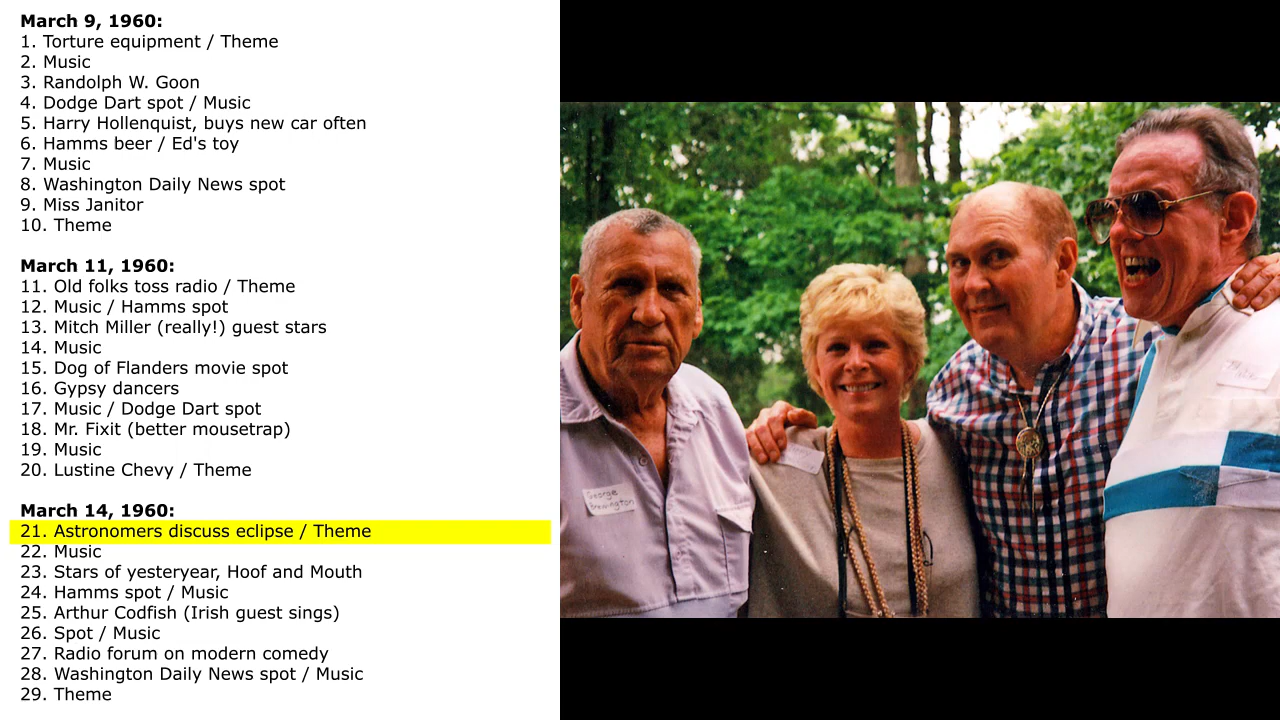 March 9, 1960:
1. Torture equipment / Theme
2. Music
3. Randolph W. Goon
4. Dodge Dart spot / Music
5. Harry Hollenquist, buys new car often
6. Hamms beer / Ed's toy
7. Music
8. Washington Daily News spot
9. Miss Janitor
10. Theme
March 11, 1960:
11. Old folks toss radio / Theme
12. Music / Hamms spot
13. Mitch Miller (really!) guest stars
14. Music
15. Dog of Flanders movie spot
16. Gypsy dancers
17. Music / Dodge Dart spot
18. Mr. Fixit (better mousetrap)
19. Music
20. Lustine Chevy / Theme
March 14, 1960:
21. Astronomers discuss eclipse / Theme
22. Music
23. Stars of yesteryear, Hoof and Mouth
24. Hamms spot / Music
25. Arthur Codfish (Irish guest sings)
26. Spot / Music
27. Radio forum on modern comedy
28. Washington Daily News spot / Music
29. Theme
George